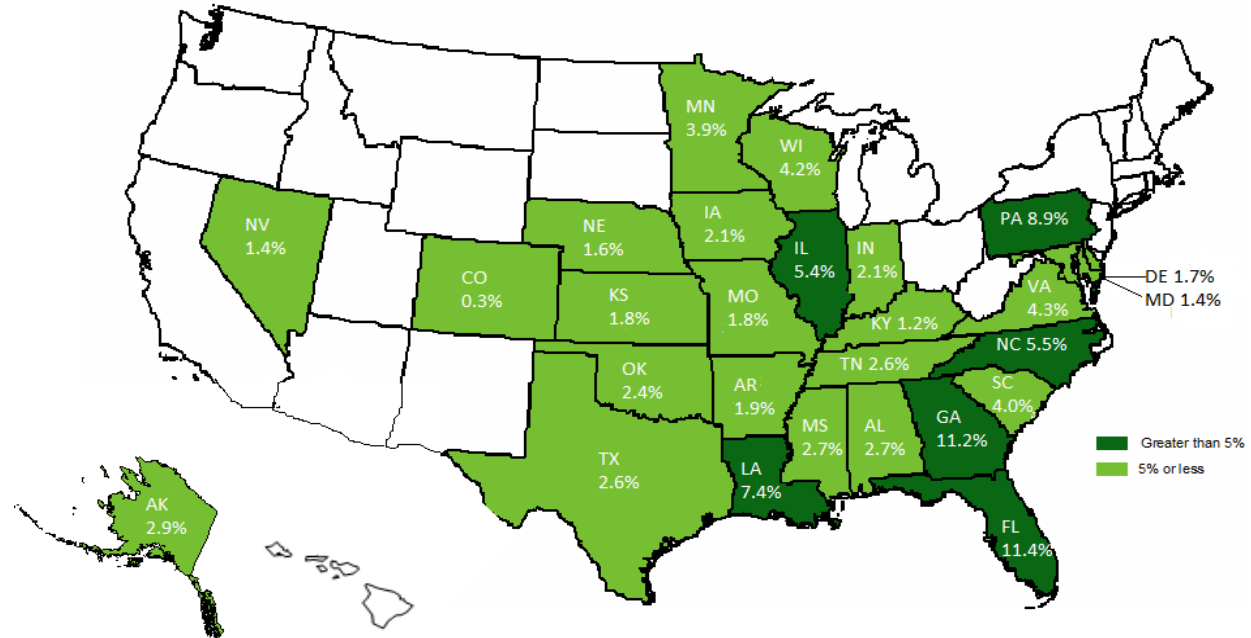 MN
3.9%
WI
4.2%
NV
1.4%
NE
1.6%
IA
2.1%
IL
5.4%
IN
2.1%
PA 8.9%
CO
0.3%
KS
1.8%
MO
1.8%
KY 1.2%
VA
4.3%
DE 1.7%
MD 1.4%
NC 5.5%
TN 2.6%
OK
2.4%
AR
1.9%
SC
4.0%
MS
2.7%
AL
2.7%
GA
11.2%
TX
2.6%
LA
7.4%
FL
11.4%
AK
2.9%
Greater than 5%
5% or less